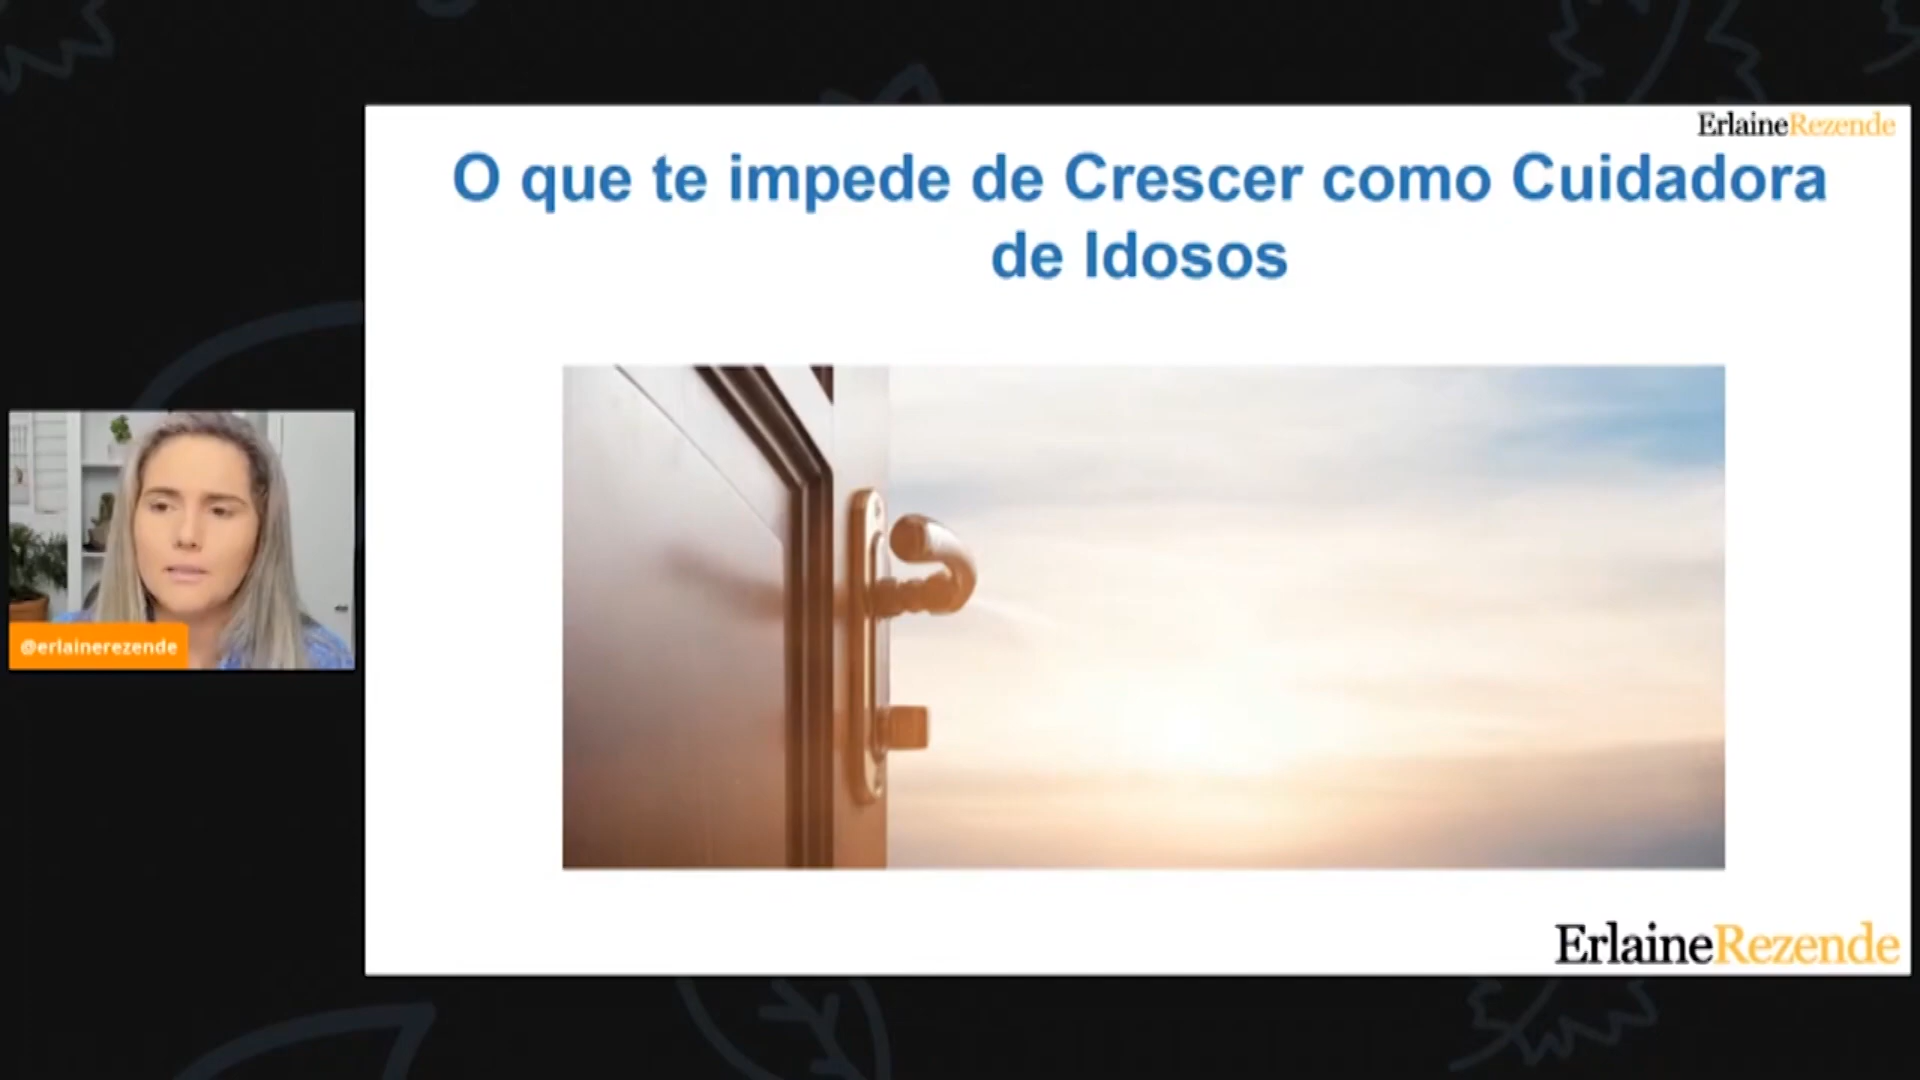 ErlaineRezende
O que te impede de Crescer como Cuidadora
de Idosos
@erlainerezende
ErlaineRezende